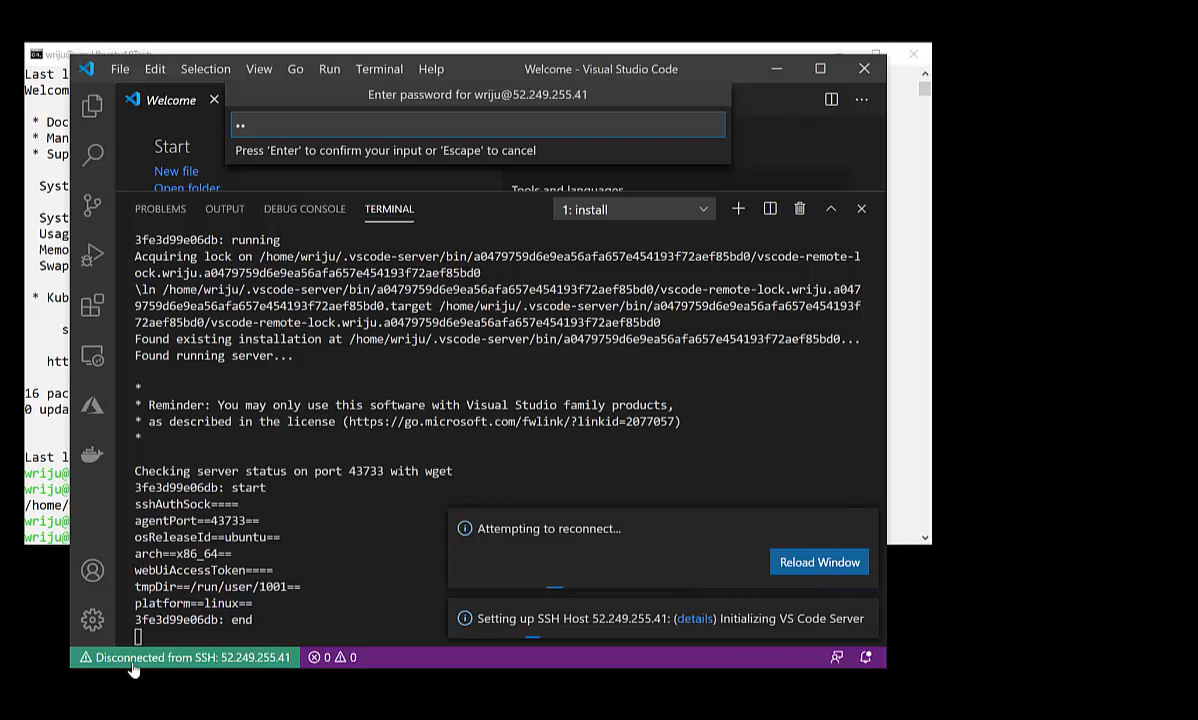 wriju@
Last l
Welcom
* Doc
* Man
* Sup
Syst
Syst
Usag
Memo
Swap
* Kub
s
htt
16 pac
0 upda
Last l
wriju@
wriju@
/home/
wriju@
wriju@
File Edit Selection View Go Run Terminal Help Welcome - Visual Studio Code
Enter password for wriju@52.249.255.41
Welcome
••
Press 'Enter' to confirm your input or 'Escape' to cancel
Start
New file
Open folder
Tools and languages
PROBLEMS OUTPUT DEBUG CONSOLE TERMINAL 1: install
3fe3d99e06db: running
Acquiring lock on /home/wriju/.vscode-server/bin/a0479759d6e9ea56afa657e454193f72aef85bd0/vscode-remote-l
ock.wriju.a0479759d6e9ea56afa657e454193f72aef85bd0
\ln /home/wriju/.vscode-server/bin/a0479759d6e9ea56afa657e454193f72aef85bd0/vscode-remote-lock.wriju.a047
9759d6e9ea56afa657e454193f72aef85bd0.target /home/wriju/.vscode-server/bin/a0479759d6e9ea56afa657e454193f
72aef85bd0/vscode-remote-lock.wriju.a0479759d6e9ea56afa657e454193f72aef85bd0
Found existing installation at /home/wriju/.vscode-server/bin/a0479759d6e9ea56afa657e454193f72aef85bd0...
Found running server...
*
* Reminder: You may only use this software with Visual Studio family products,
* as described in the license (https://go.microsoft.com/fwlink/?linkid=2077057)
*
Checking server status on port 43733 with wget
3fe3d99e06db: start
sshAuthSock====
agentPort==43733==
osReleaseId==ubuntu==
arch==x86_64==
webUiAccessToken====
tmpDir==/run/user/1001==
platform==linux==
3fe3d99e06db: end
Attempting to reconnect...
Reload Window
Setting up SSH Host 52.249.255.41: (details) Initializing VS Code Server
Disconnected from SSH: 52.249.255.41 0 0